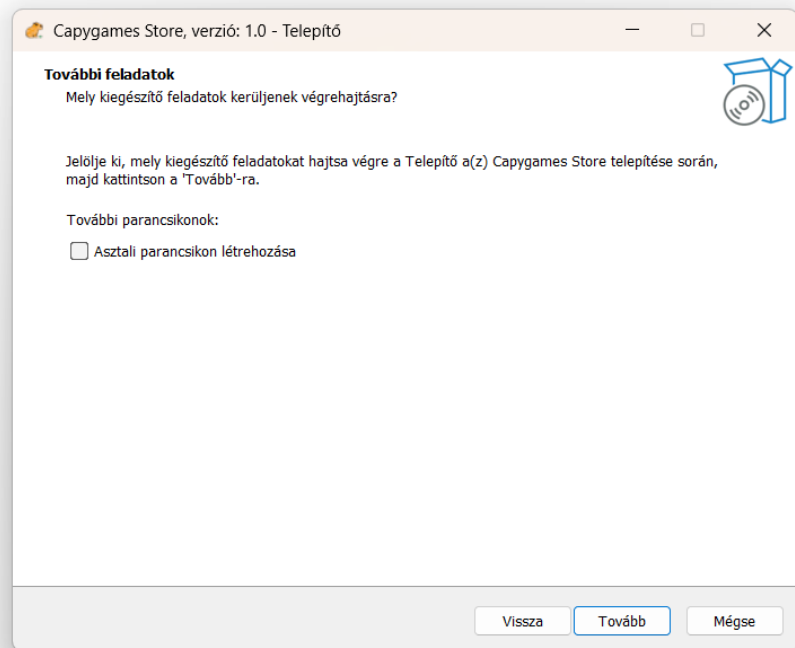 Capygames Store, verzió: 1.0 - Telepítő
További feladatok
Mely kiegészítő feladatok kerüljenek végrehajtásra?
Jelölje ki, mely kiegészítő feladatokat hajtsa végre a Telepítő a(z) Capygames Store telepítése során,
majd kattintson a 'Tovább'-ra.
További parancsikonok:
Asztali parancsikon létrehozása
Vissza
Tovább
Mégse